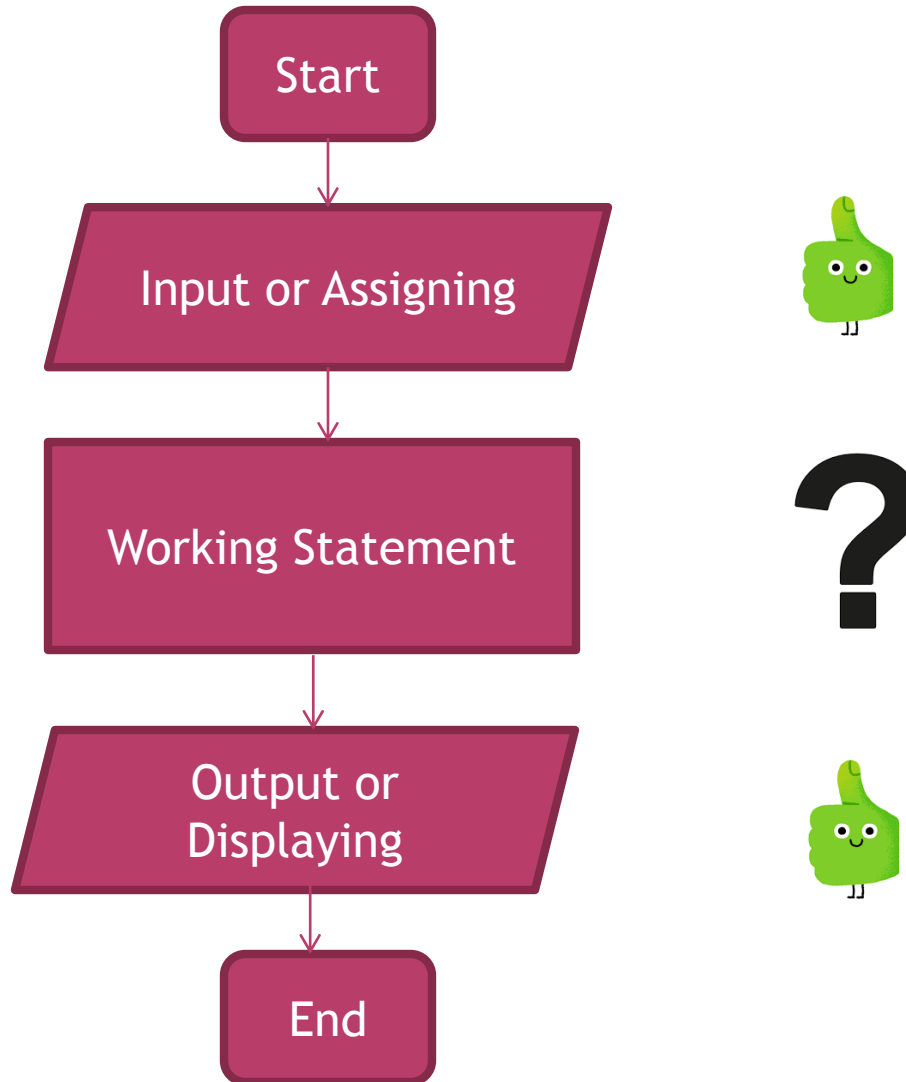 Start
Input or Assigning
Working Statement
?
Output or
Displaying
End